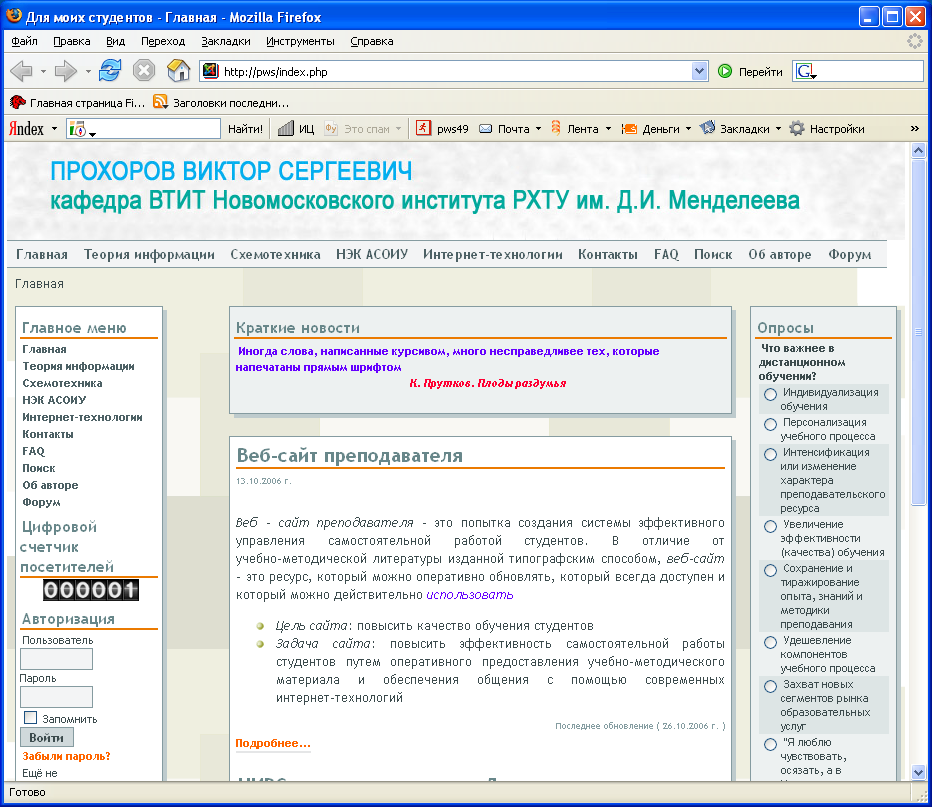 Для моих студентов - Главная - Mozilla Firefox
Файл Правка Вид Переход Закладки Инструменты Справка
http://pws/index.php Перейти
Главная страница Fi... Заголовки последни...
Яndex Найти! ИЦ Это спам pws49 Почта Лента Деньги Закладки Настройки »
ПРОХОРОВ ВИКТОР СЕРГЕЕВИЧ
кафедра ВТИТ Новомосковского института РХТУ им. Д.И. Менделеева
Главная Теория информации Схемотехника НЭК АСОИУ Интернет-технологии Контакты FAQ Поиск Об авторе Форум
Главная
Главное меню
Главная
Теория информации
Схемотехника
НЭК АСОИУ
Интернет-технологии
Контакты
FAQ
Поиск
Об авторе
Форум
Цифровой
счетчик
посетителей
000001
Авторизация
Пользователь
Пароль
Запомнить
Войти
Забыли пароль?
Ещё не
Краткие новости
Иногда слова, написанные курсивом, много несправедливее тех, которые
напечатаны прямым шрифтом
К. Прутков. Плоды раздумья
Веб-сайт преподавателя
13.10.2006 г.
Веб - сайт преподавателя - это попытка создания системы эффективного
управления самостоятельной работой студентов. В отличие от
учебно-методической литературы изданной типографским способом, веб-сайт
- это ресурс, который можно оперативно обновлять, который всегда доступен и
который можно действительно использовать
Цель сайта: повысить качество обучения студентов
Задача сайта: повысить эффективность самостоятельной работы
студентов путем оперативного предоставления учебно-методического
материала и обеспечения общения с помощью современных
интернет-технологий
Последнее обновление ( 26.10.2006 г. )
Подробнее...
Опросы
Что важнее в
дистанционном
обучении?
Индивидуализация
обучения
Персонализация
учебного процесса
Интенсификация
или изменение
характера
преподавательского
ресурса
Увеличение
эффективности
(качества) обучения
Сохранение и
тиражирование
опыта, знаний и
методики
преподавания
Удешевление
компонентов
учебного процесса
Захват новых
сегментов рынка
образовательных
услуг
"Я люблю
чувствовать,
осязать, а в
Готово